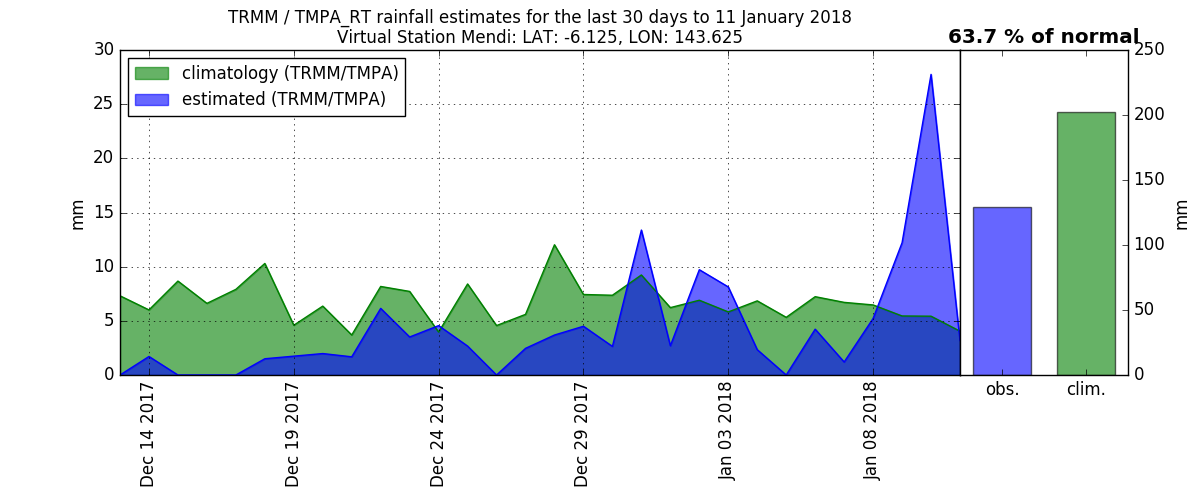 TRMM / TMPA_RT rainfall estimates for the last 30 days to 11 January 2018
Virtual Station Mendi: LAT: -6.125, LON: 143.625
63.7 % of normal
climatology (TRMM/TMPA)
estimated (TRMM/TMPA)
30
25
20
15
10
5
0
mm
Dec 14 2017
Dec 19 2017
Dec 24 2017
Dec 29 2017
Jan 03 2018
Jan 08 2018
obs.
clim.
250
200
150
100
50
0
mm